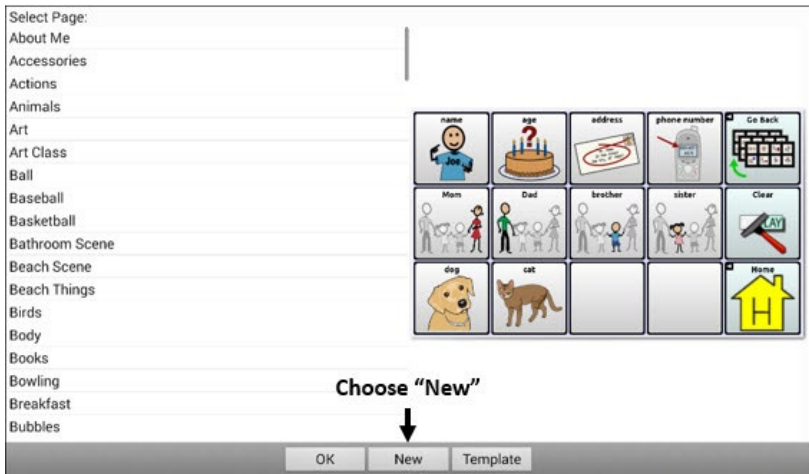 Select Page:
About Me
Accessories
Actions
Animals
Art
Art Class
Ball
Baseball
Basketball
Bathroom Scene
Beach Scene
Beach Things
Birds
Body
Books
Bowling
Breakfast
Bubbles
name age address phone number Go Back
Joe
Mom Dad brother sister Clear
LAY
dog cat Home
H
Choose “New”
OK New Template